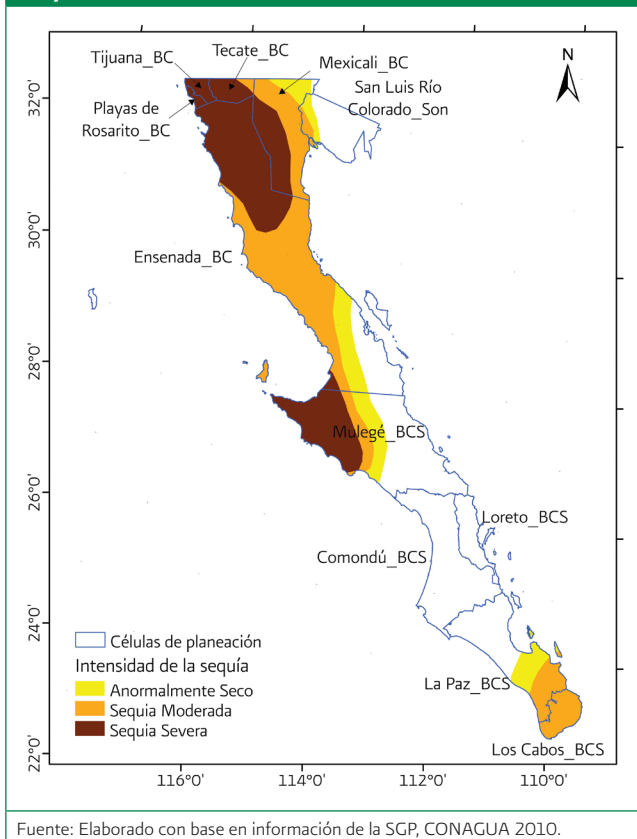 Tijuana_BC
Tecate_BC
Mexicali_BC
N
San Luis Río
Colorado_Son
Playas de
Rosarito_BC
32°0'
30°0'
Ensenada_BC
28°0'
Mulegé_BCS
26°0'
Loreto_BCS
Comondú_BCS
24°0'
Células de planeación
Intensidad de la sequía
Anormalmente Seco
La Paz_BCS
Sequia Moderada
Sequia Severa
Los Cabos_BCS
22°0'
116°0' 114°0' 112°0' 110°0'
Fuente: Elaborado con base en información de la SGP, CONAGUA 2010.